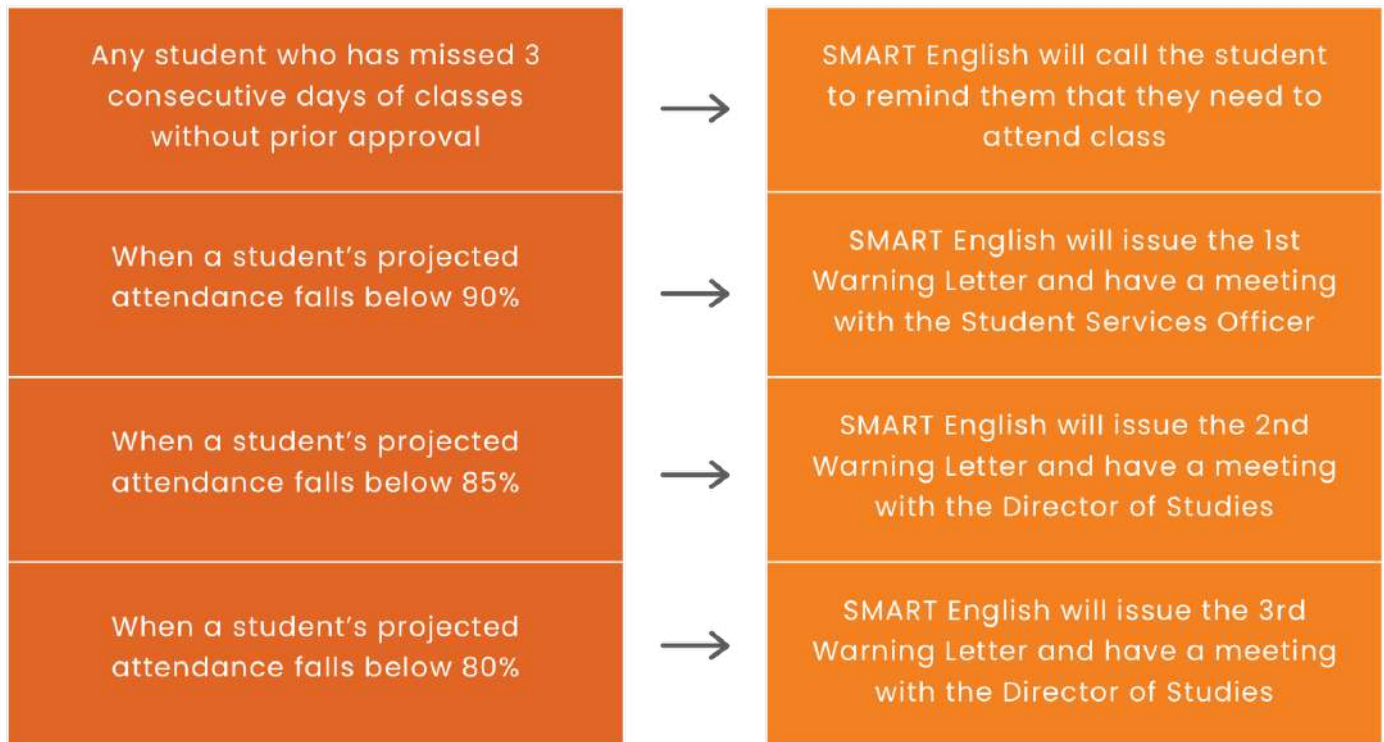 Any student who has missed 3
consecutive days of classes
without prior approval
SMART English will call the student
to remind them that they need to
attend class
When a student's projected
attendance falls below 90%
SMART English will issue the 1st
Warning Letter and have a meeting
with the Student Services Officer
When a student's projected
attendance falls below 85%
SMART English will issue the 2nd
Warning Letter and have a meeting
with the Director of Studies
When a student's projected
attendance falls below 80%
SMART English will issue the 3rd
Warning Letter and have a meeting
with the Director of Studies